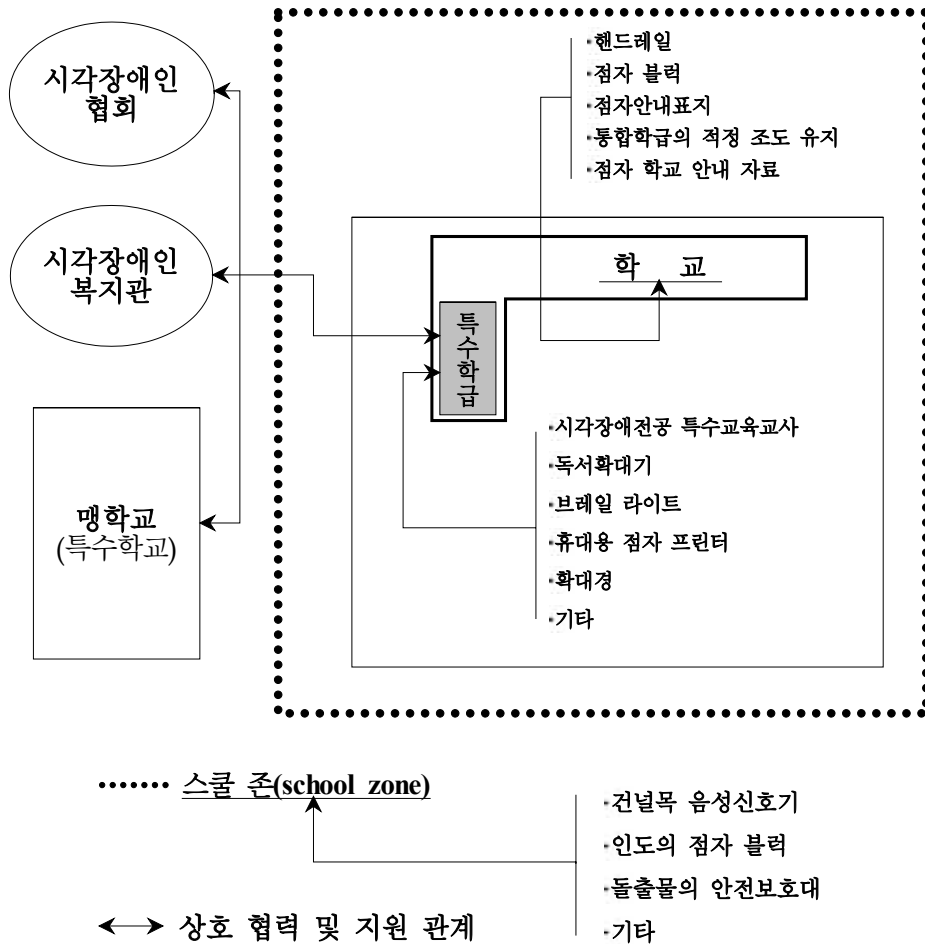 시각장애인
협회
시각장애인
복지관
맹학교
(특수학교)
·핸드레일
·점자 블럭
·점자안내표지
·통합학급의 적정 조도 유지
·점자 학교 안내 자료
학 교
특
수
학
급
·시각장애전공 특수교육교사
·독서확대기
·브레일 라이트
·휴대용 점자 프린터
·확대경
·기타
스쿨 존(school zone)
·건널목 음성신호기
·인도의 점자 블럭
·돌출물의 안전보호대
·기타
상호 협력 및 지원 관계